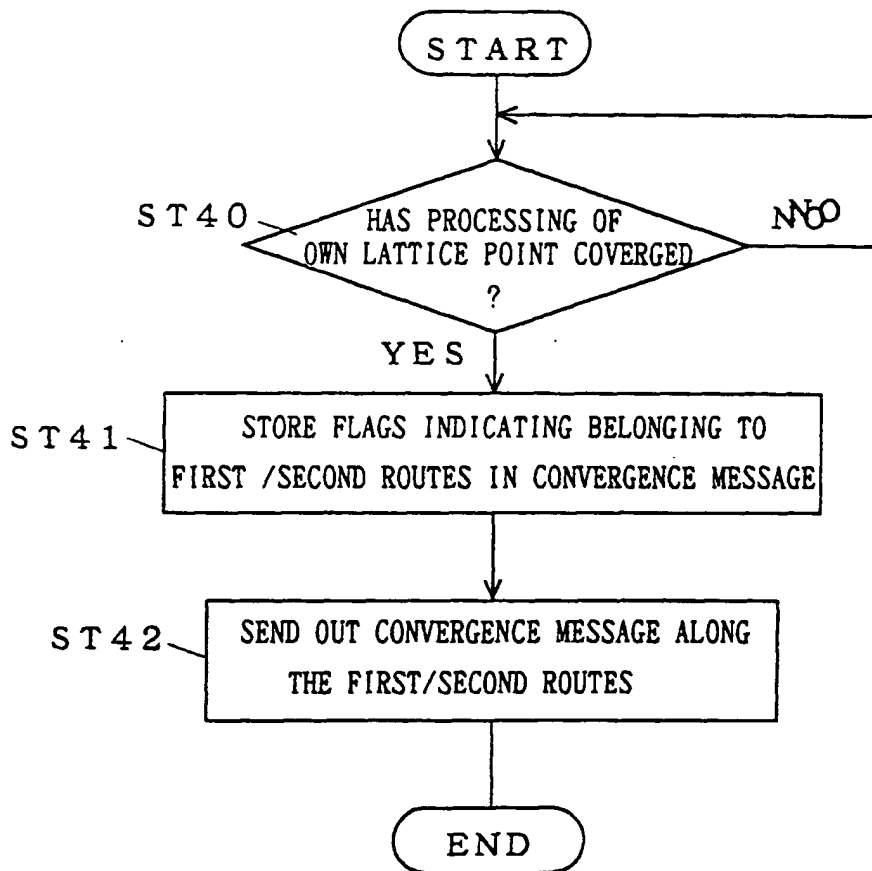 START
ST40
HAS PROCESSING OF
OWN LATTICE POINT COVERGED
?
NNOO
YES
ST41
STORE FLAGS INDICATING BELONGING TO
FIRST /SECOND ROUTES IN CONVERGENCE MESSAGE
ST42
SEND OUT CONVERGENCE MESSAGE ALONG
THE FIRST/SECOND ROUTES
END